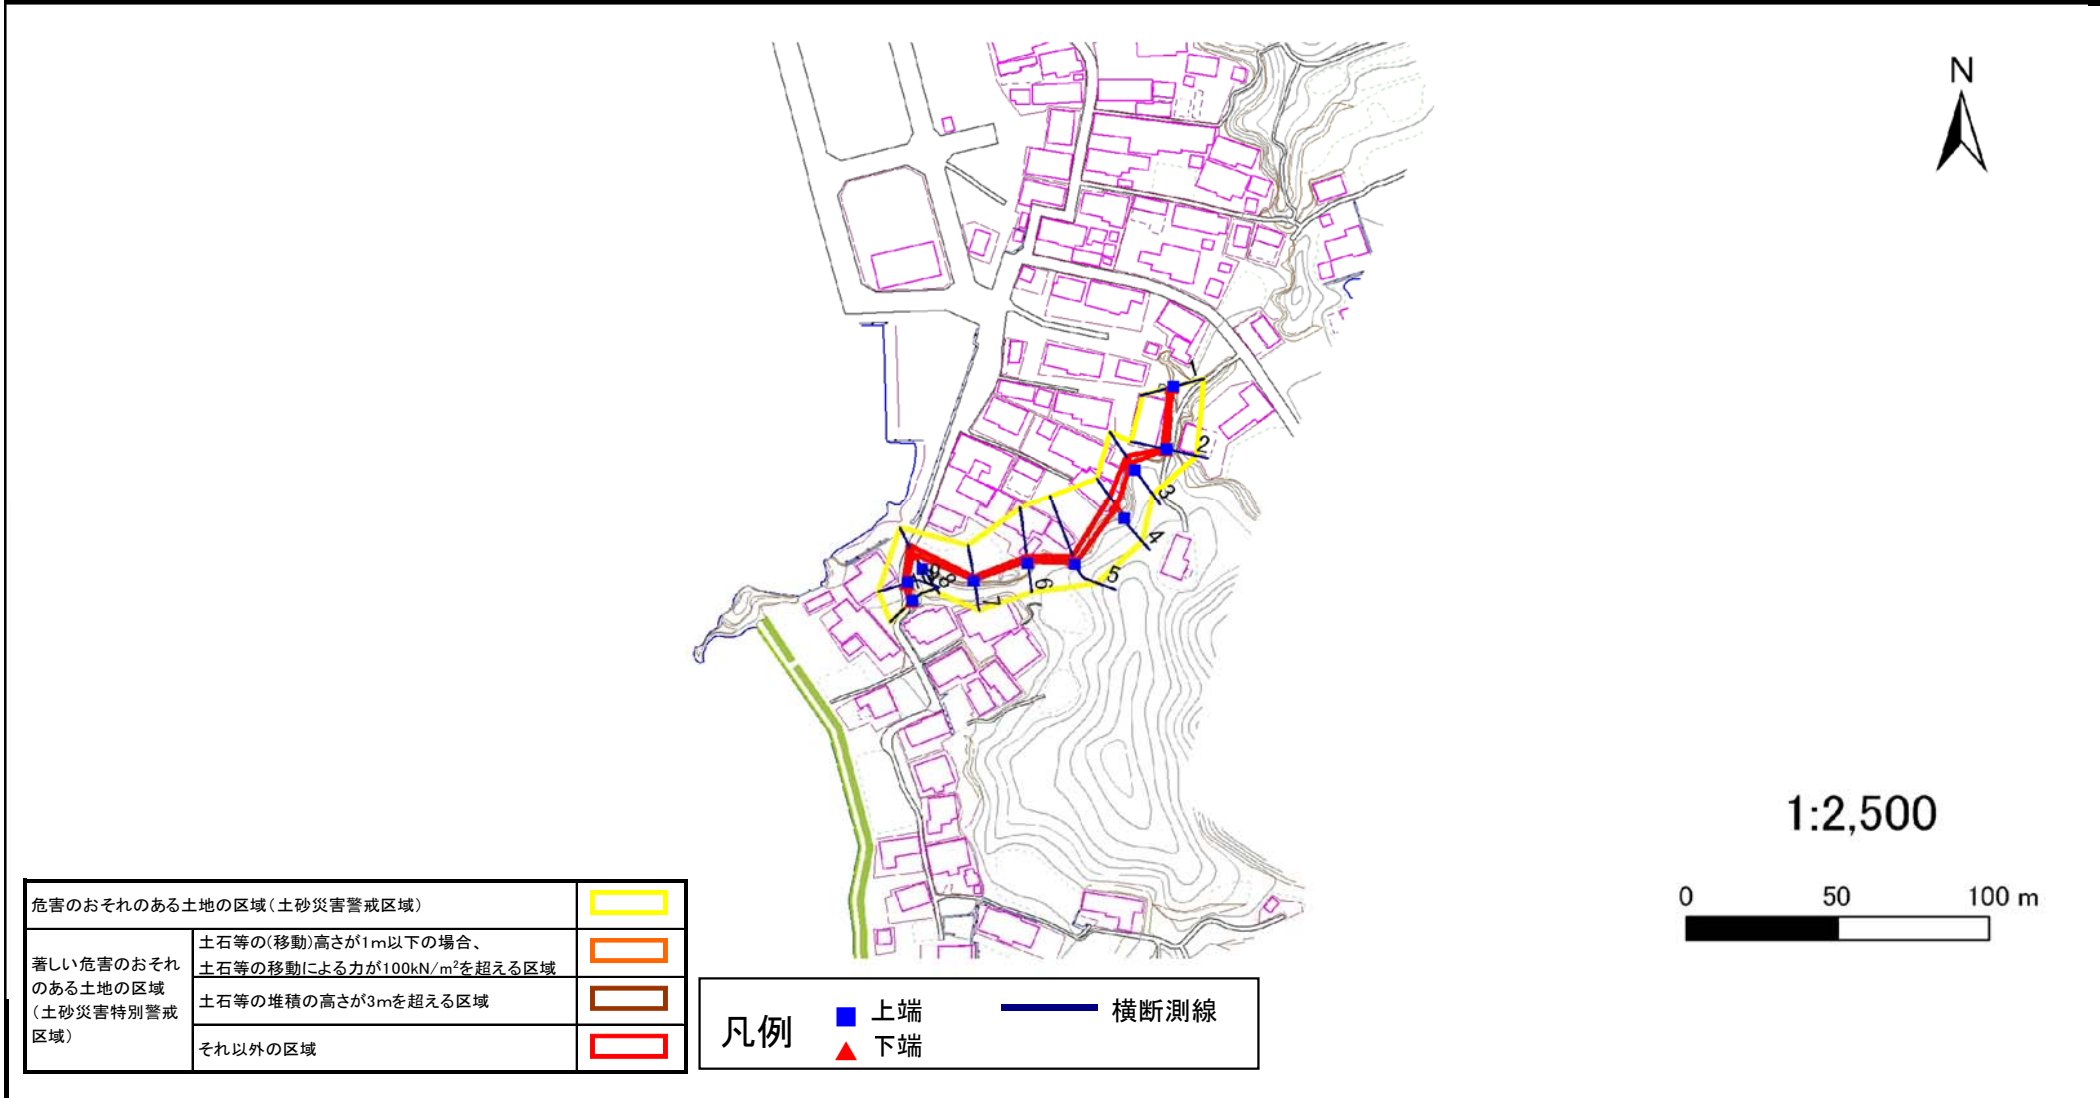 N
1
2
3
4
5
6
7
8
9
1:2,500
0 50 100 m
危害のおそれのある土地の区域(土砂災害警戒区域)
著しい危害のおそれ
のある土地の区域
(土砂災害特別警戒
区域)
土石等の(移動)高さが1m以下の場合、
土石等の移動による力が100kN/m²を超える区域
土石等の堆積の高さが3mを超える区域
それ以外の区域
凡例
上端
下端
横断測線